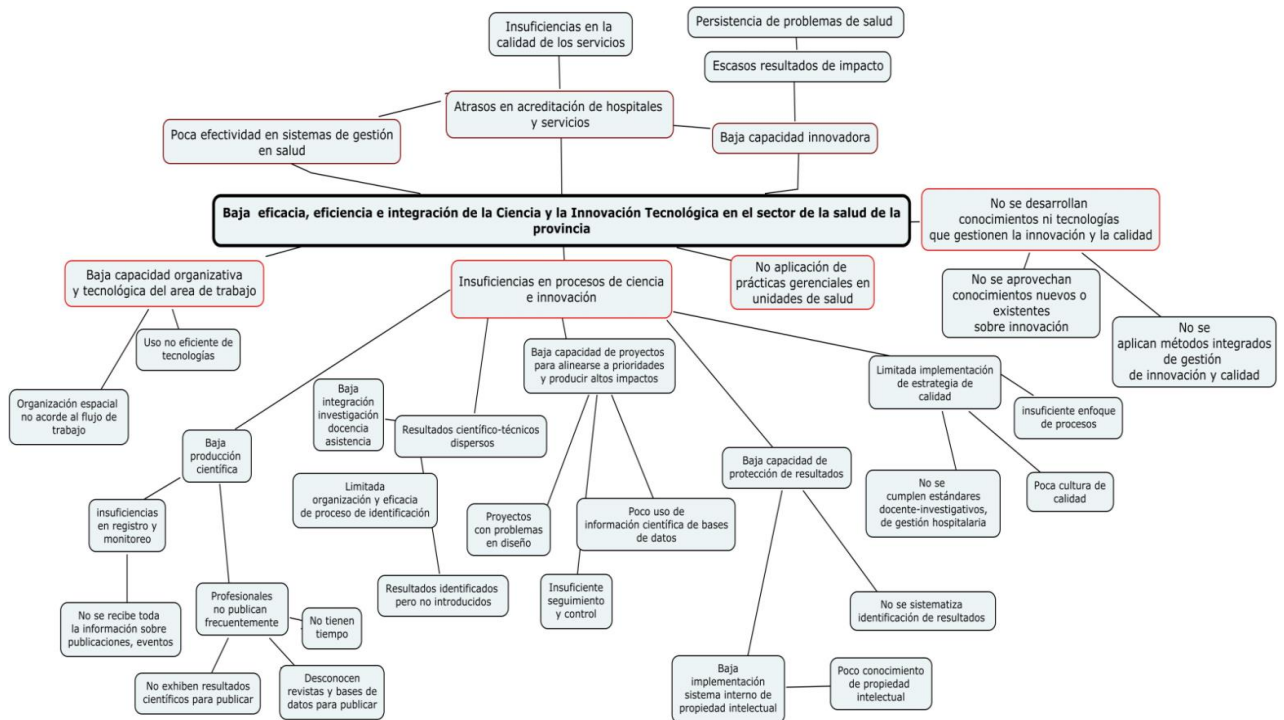 Insuficiencias en la
calidad de los servicios
Persistencia de problemas de salud
Escasos resultados de impacto
Atrasos en acreditación de hospitales
y servicios
Poca efectividad en sistemas de gestión
en salud
Baja capacidad innovadora
Baja eficacia, eficiencia e integración de la Ciencia y la Innovación Tecnológica en el sector de la salud de la
provincia
No se desarrollan
conocimientos ni tecnologías
que gestionen la innovación y la calidad
Baja capacidad organizativa
y tecnológica del area de trabajo
Insuficiencias en procesos de ciencia
e innovación
No aplicación de
prácticas gerenciales en
unidades de salud
No se aprovechan
conocimientos nuevos o
existentes
sobre innovación
No se
aplican métodos integrados
de gestión
de innovación y calidad
Uso no eficiente de
tecnologías
Organización espacial
no acorde al flujo de
trabajo
Baja capacidad de proyectos
para alinearse a prioridades
y producir altos impactos
Limitada implementación
de estrategia de
calidad
Baja
integración
investigación
docencia
asistencia
Resultados científico-técnicos
dispersos
insuficiente enfoque
de procesos
Baja
producción
científica
Baja capacidad de
protección de resultados
Limitada
organización y eficacia
de proceso de identificación
No se
cumplen estándares
docente-investigativos,
de gestión hospitalaria
Poca cultura de
calidad
insuficiencias
en registro y
monitoreo
Proyectos
con problemas
en diseño
Poco uso de
información científica de bases
de datos
Resultados identificados
pero no introducidos
Insuficiente
seguimiento
y control
No se sistematiza
identificación de resultados
No se recibe toda
la información sobre
publicaciones, eventos
Profesionales
no publican
frecuentemente
No tienen
tiempo
No exhiben resultados
científicos para publicar
Desconocen
revistas y bases de
datos para publicar
Baja
implementación
sistema interno de
propiedad intelectual
Poco conocimiento
de propiedad
intelectual